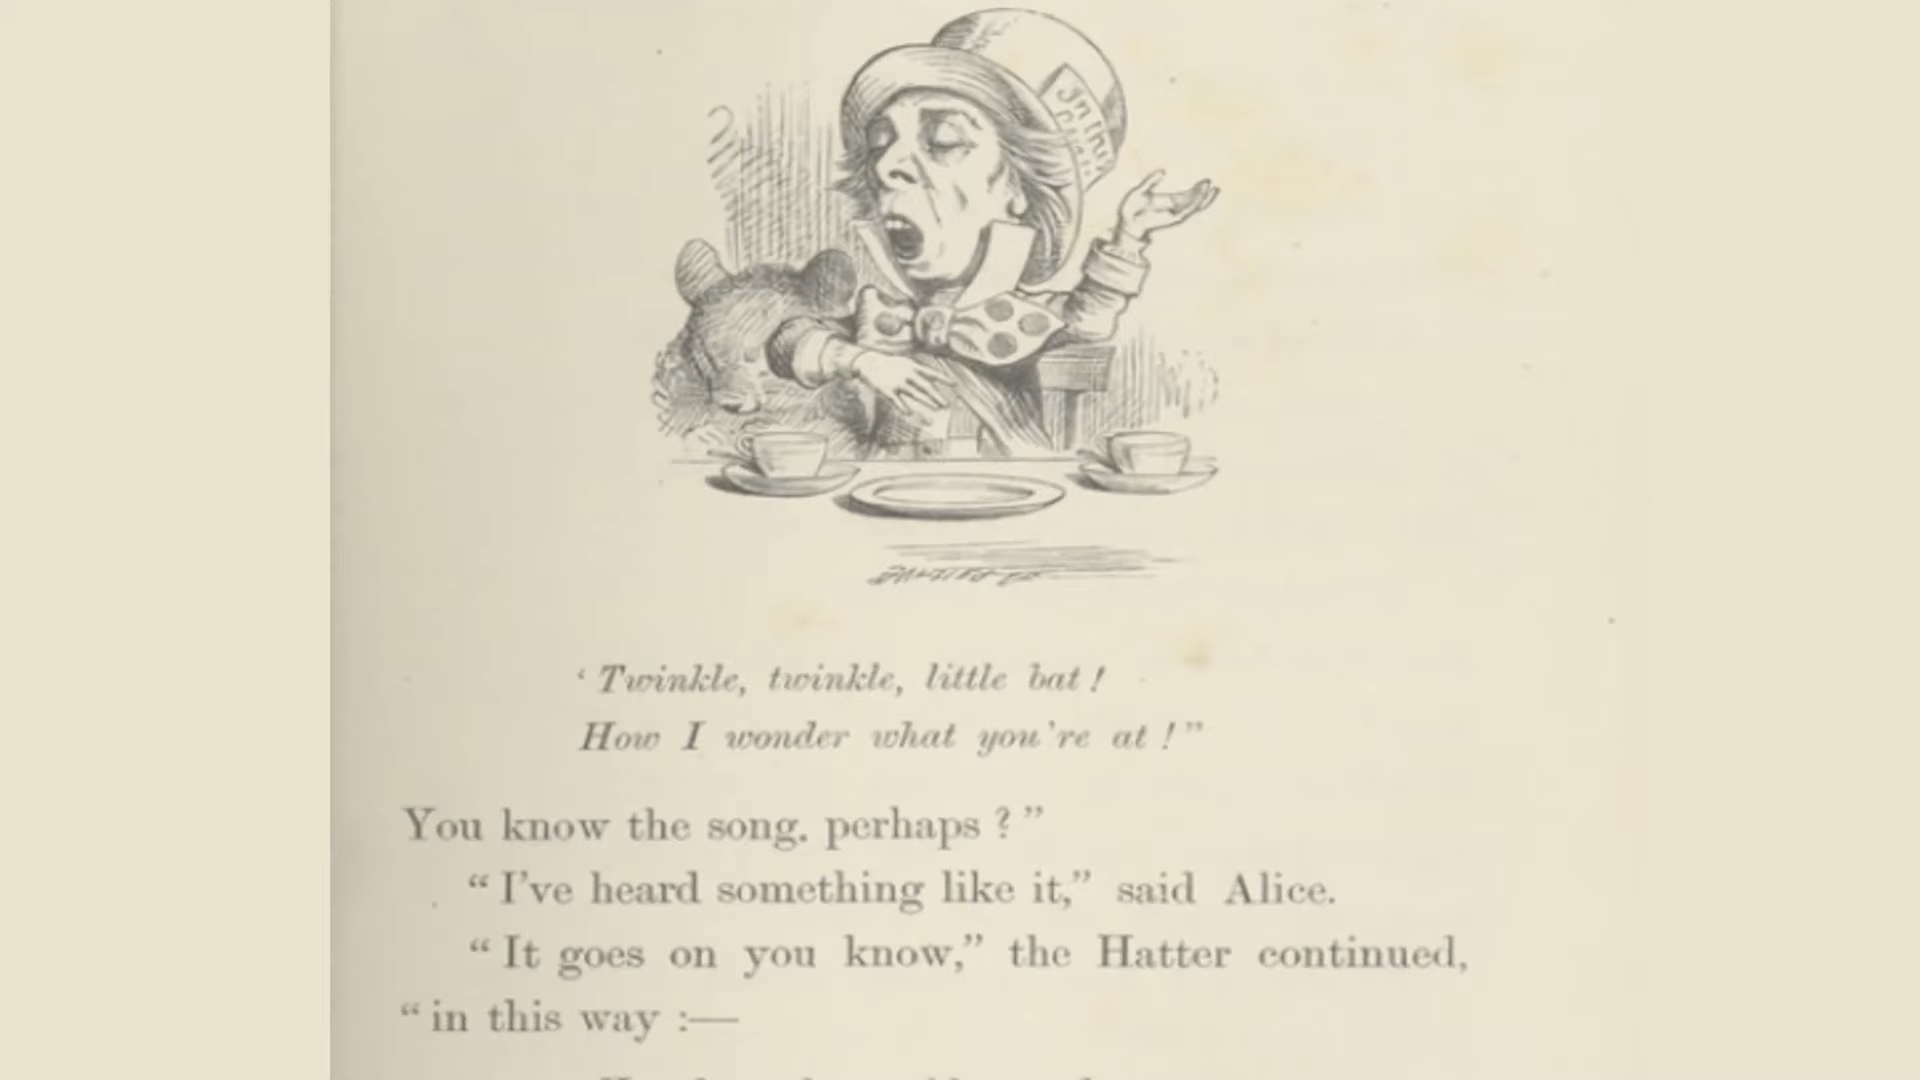 ‘ Twinkle, twinkle, little bat !
How I wonder what you're at ! ”
You know the song. perhaps ? ”
“ I've heard something like it,” said Alice.
“ It goes on you know,” the Hatter continued,
“ in this way :—